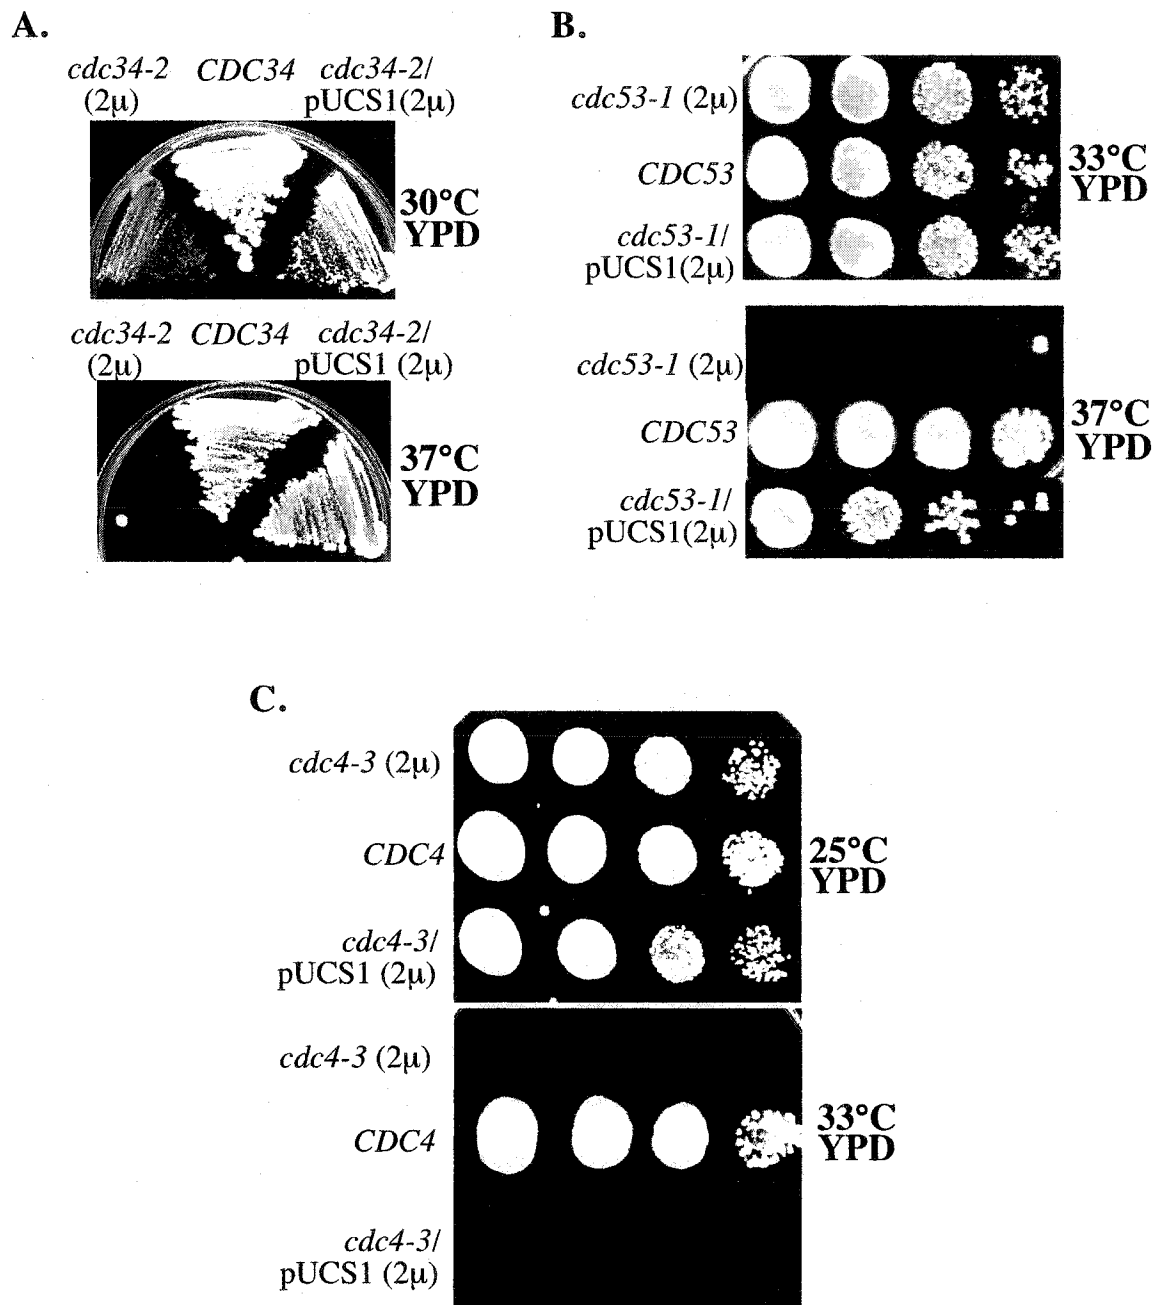 A.
cdc34-2 CDC34 cdc34-2/
(2µ) pUCS1(2µ)
30°C
YPD
cdc34-2 CDC34 cdc34-2/
(2µ) pUCS1 (2µ)
37°C
YPD
B.
cdc53-1 (2µ)
CDC53
cdc53-1/
pUCS1(2µ)
33°C
YPD
cdc53-1 (2µ)
CDC53
cdc53-1/
pUCS1(2µ)
37°C
YPD
C.
cdc4-3 (2µ)
CDC4
cdc4-3/
pUCS1 (2µ)
25°C
YPD
cdc4-3 (2µ)
CDC4
cdc4-3/
pUCS1 (2µ)
33°C
YPD